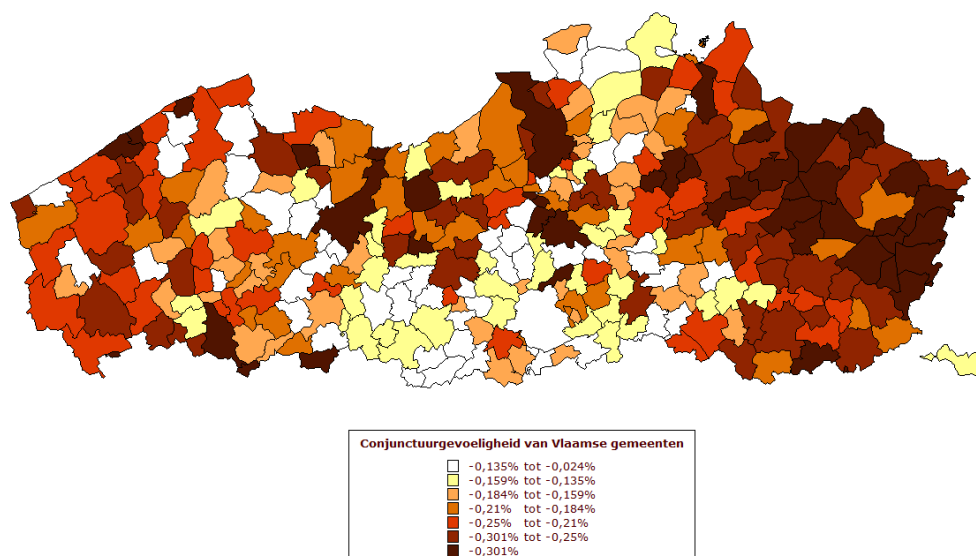 Conjunctuurgevoeligheid van Vlaamse gemeenten
-0,135% tot -0,024%
-0,159% tot -0,135%
-0,184% tot -0,159%
-0,21% tot -0,184%
-0,25% tot -0,21%
-0,301% tot -0,25%
-0,301%